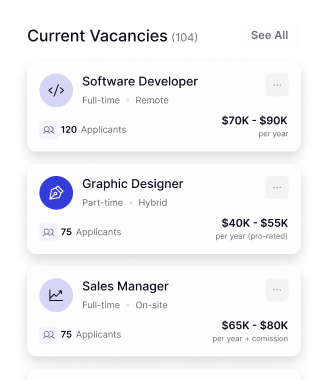 Current Vacancies (104)
See All
Software Developer
Full-time • Remote
120 Applicants
$70K - $90K
per year
Graphic Designer
Part-time • Hybrid
75 Applicants
$40K - $55K
per year (pro-rated)
Sales Manager
Full-time • On-site
75 Applicants
$65K - $80K
per year + comission